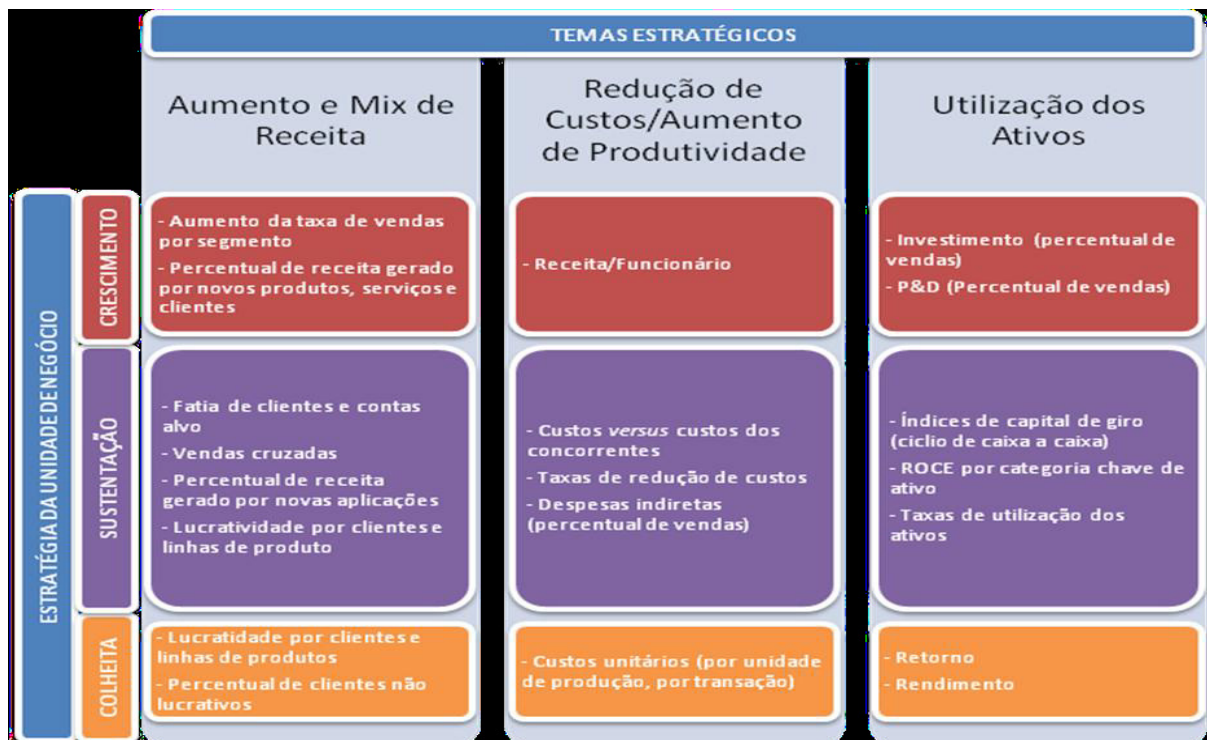 TEMAS ESTRATÉGICOS
Aumento e Mix de
Receita
Redução de
Custos/Aumento
de Produtividade
Utilização dos
Ativos
ESTRATÉGIA DA UNIDADE DE NEGÓCIO
CRESCIMENTO
- Aumento da taxa de vendas
por segmento
- Percentual de receita gerado
por novos produtos, serviços e
clientes
- Receita/Funcionário
- Investimento (percentual de
vendas)
- P&D (Percentual de vendas)
SUSTENTAÇÃO
- Fatia de clientes e contas
alvo
- Vendas cruzadas
- Percentual de receita
gerado por novas aplicações
- Lucratividade por clientes e
linhas de produto
- Custos versus custos dos
concorrentes
- Taxas de redução de custos
- Despesas indiretas
(percentual de vendas)
- Índices de capital de giro
(ciclo de caixa a caixa)
- ROCE por categoria chave de
ativo
- Taxas de utilização dos
ativos
COLHEITA
- Lucratidade por clientes e
linhas de produtos
- Percentual de clientes não
lucrativos
- Custos unitários (por unidade
de produção, por transação)
- Retorno
- Rendimento